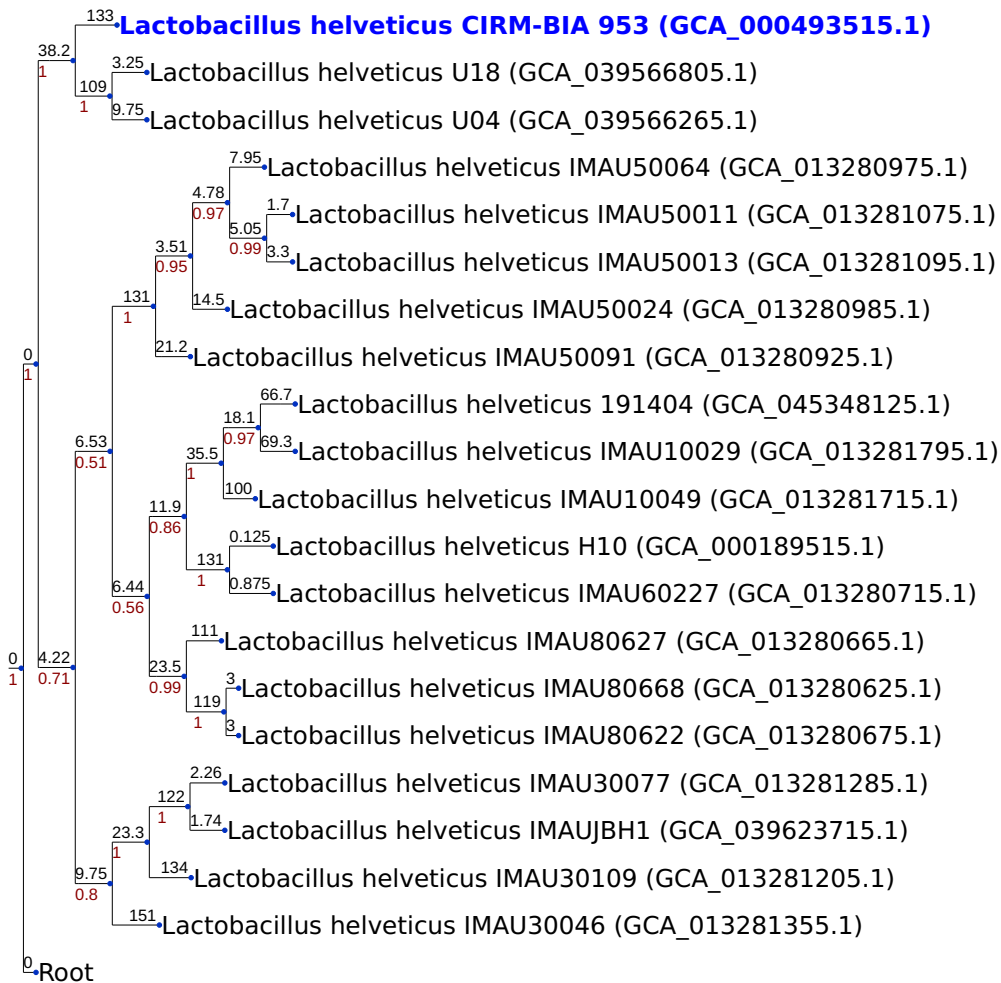 133
Lactobacillus helveticus CIRM-BIA 953 (GCA_000493515.1)
38.2
1
3.25
Lactobacillus helveticus U18 (GCA_039566805.1)
109
1
9.75
Lactobacillus helveticus U04 (GCA_039566265.1)
7.95
Lactobacillus helveticus IMAU50064 (GCA_013280975.1)
4.78
0.97
1.7
Lactobacillus helveticus IMAU50011 (GCA_013281075.1)
5.05
0.99
3.3
Lactobacillus helveticus IMAU50013 (GCA_013281095.1)
3.51
0.95
14.5
Lactobacillus helveticus IMAU50024 (GCA_013280985.1)
131
1
21.2
Lactobacillus helveticus IMAU50091 (GCA_013280925.1)
0
1
66.7
Lactobacillus helveticus 191404 (GCA_045348125.1)
18.1
0.97
69.3
Lactobacillus helveticus IMAU10029 (GCA_013281795.1)
6.53
0.51
35.5
1
100
Lactobacillus helveticus IMAU10049 (GCA_013281715.1)
11.9
0.86
0.125
Lactobacillus helveticus H10 (GCA_000189515.1)
131
1
0.875
Lactobacillus helveticus IMAU60227 (GCA_013280715.1)
6.44
0.56
111
Lactobacillus helveticus IMAU80627 (GCA_013280665.1)
0
1
4.22
0.71
23.5
0.99
3
Lactobacillus helveticus IMAU80668 (GCA_013280625.1)
119
1
3
Lactobacillus helveticus IMAU80622 (GCA_013280675.1)
2.26
Lactobacillus helveticus IMAU30077 (GCA_013281285.1)
122
1
1.74
Lactobacillus helveticus IMAUJBH1 (GCA_039623715.1)
23.3
1
134
Lactobacillus helveticus IMAU30109 (GCA_013281205.1)
9.75
0.8
151
Lactobacillus helveticus IMAU30046 (GCA_013281355.1)
0
Root